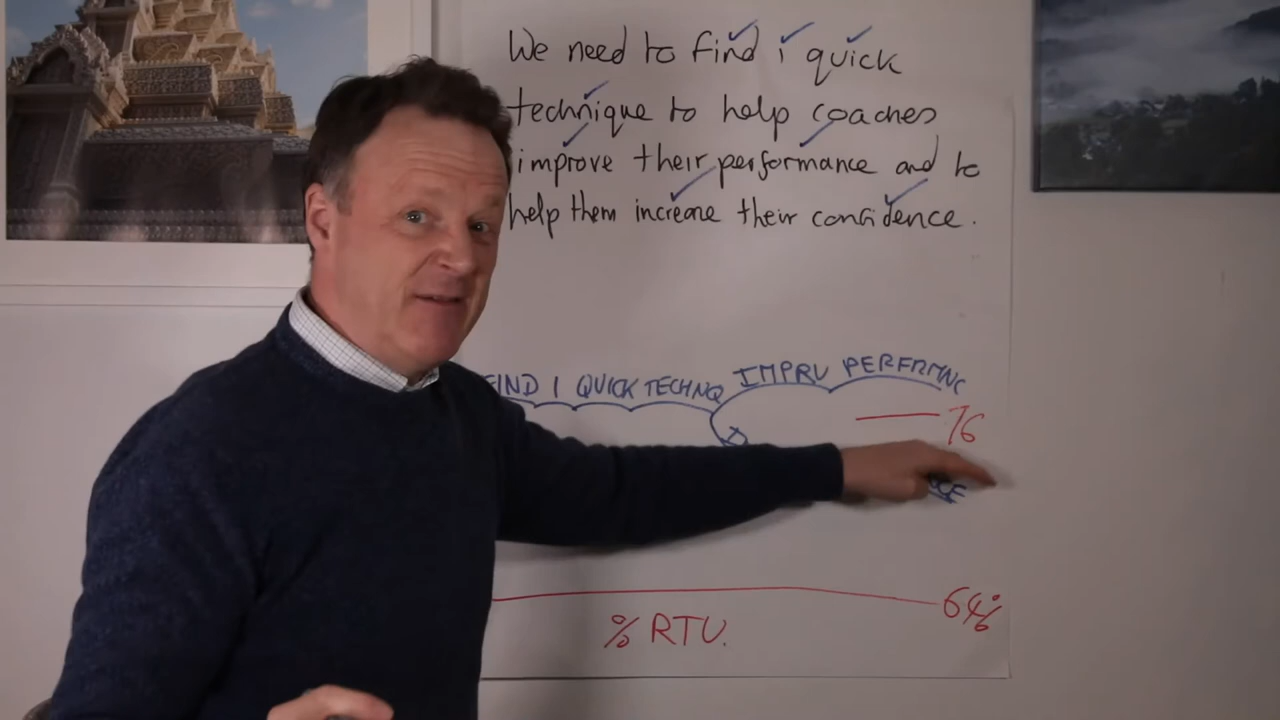 We need to find 1 quick
technique to help coaches
improve their performance and to
help them increase their confidence.
FIND 1 QUICK TECHNQ
IMPRV PERFRMNC
76
64%
% RTU.